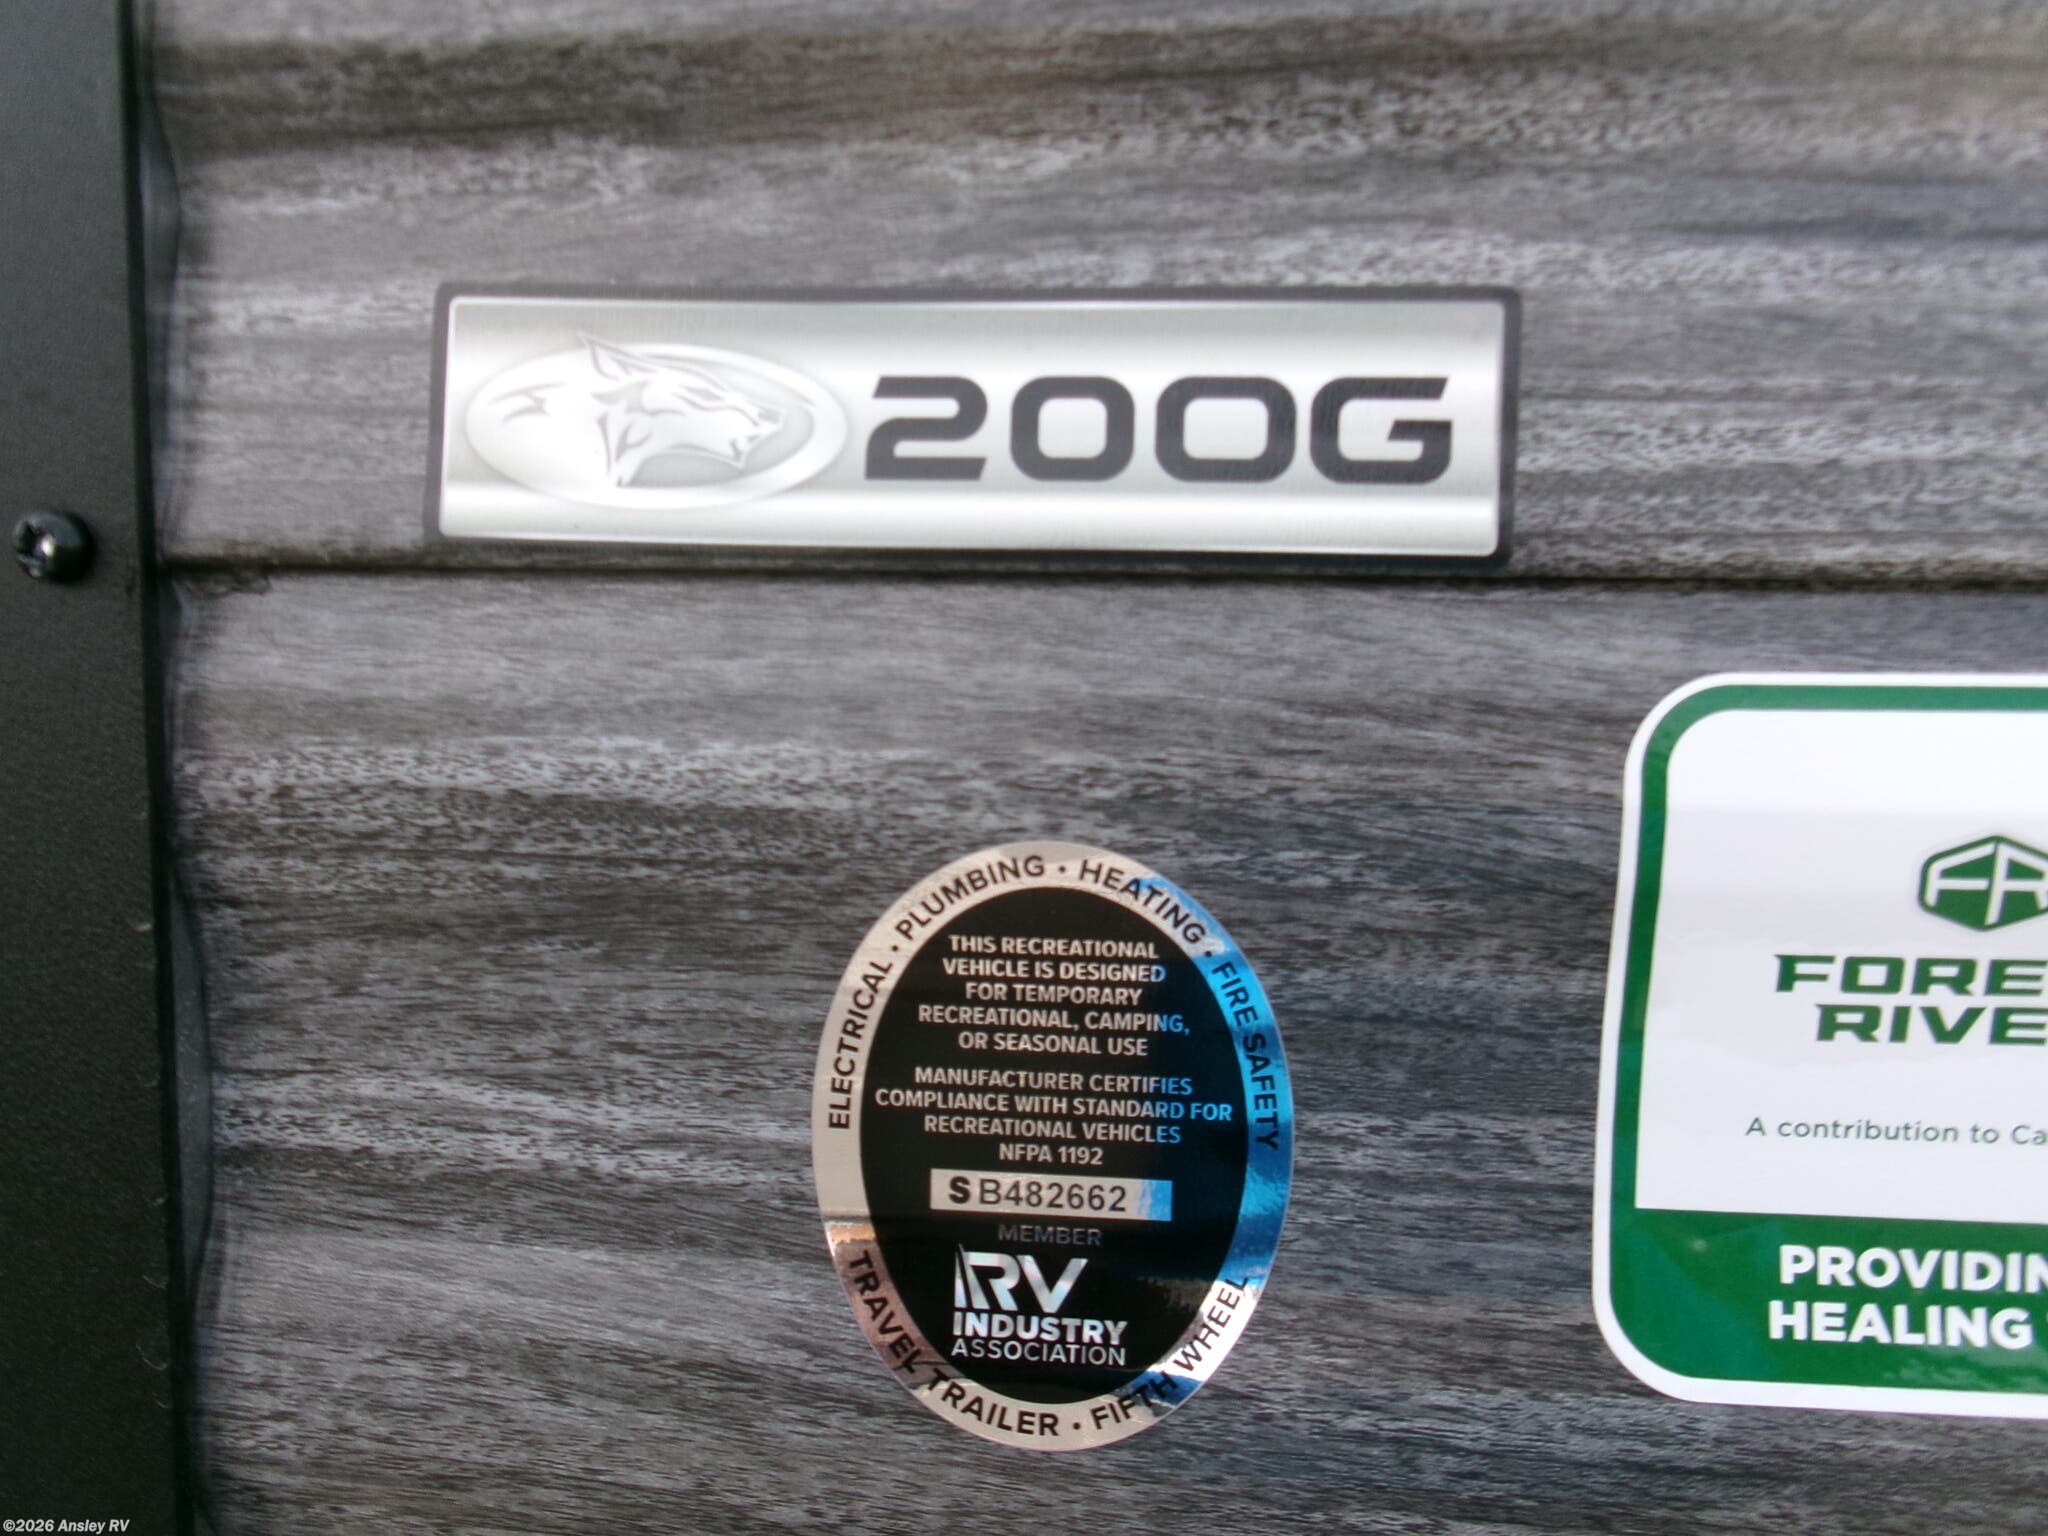 200G
ELECTRICAL · PLUMBING · HEATING · FIRE SAFETY
THIS RECREATIONAL
VEHICLE IS DESIGNED
FOR TEMPORARY
RECREATIONAL, CAMPING,
OR SEASONAL USE
MANUFACTURER CERTIFIES
COMPLIANCE WITH STANDARD FOR
RECREATIONAL VEHICLES
NFPA 1192
S B482662
MEMBER
RV
INDUSTRY
ASSOCIATION
TRAVEL TRAILER · FIFTH WHEEL
FR
FORE
RIVE
A contribution to Ca
PROVIDIN
HEALING
©2026 Ansley RV